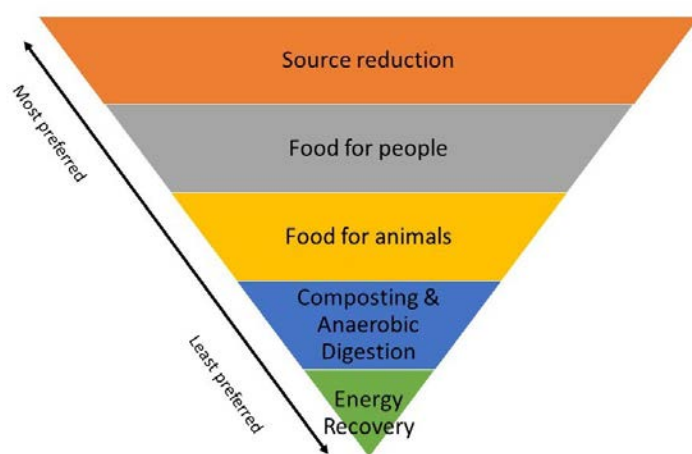 Source reduction
Most preferred
Food for people
Food for animals
Composting &
Anaerobic
Digestion
Least preferred
Energy
Recovery